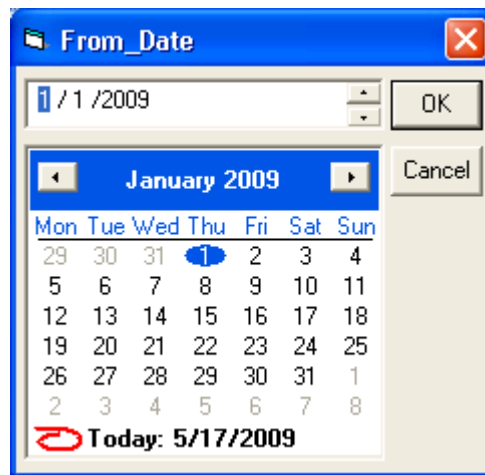 From_Date
1 / 1 /2009
OK
Cancel
January 2009
Mon Tue Wed Thu Fri Sat Sun
29 30 31 1 2 3 4
5 6 7 8 9 10 11
12 13 14 15 16 17 18
19 20 21 22 23 24 25
26 27 28 29 30 31 1
2 3 4 5 6 7 8
Today: 5/17/2009